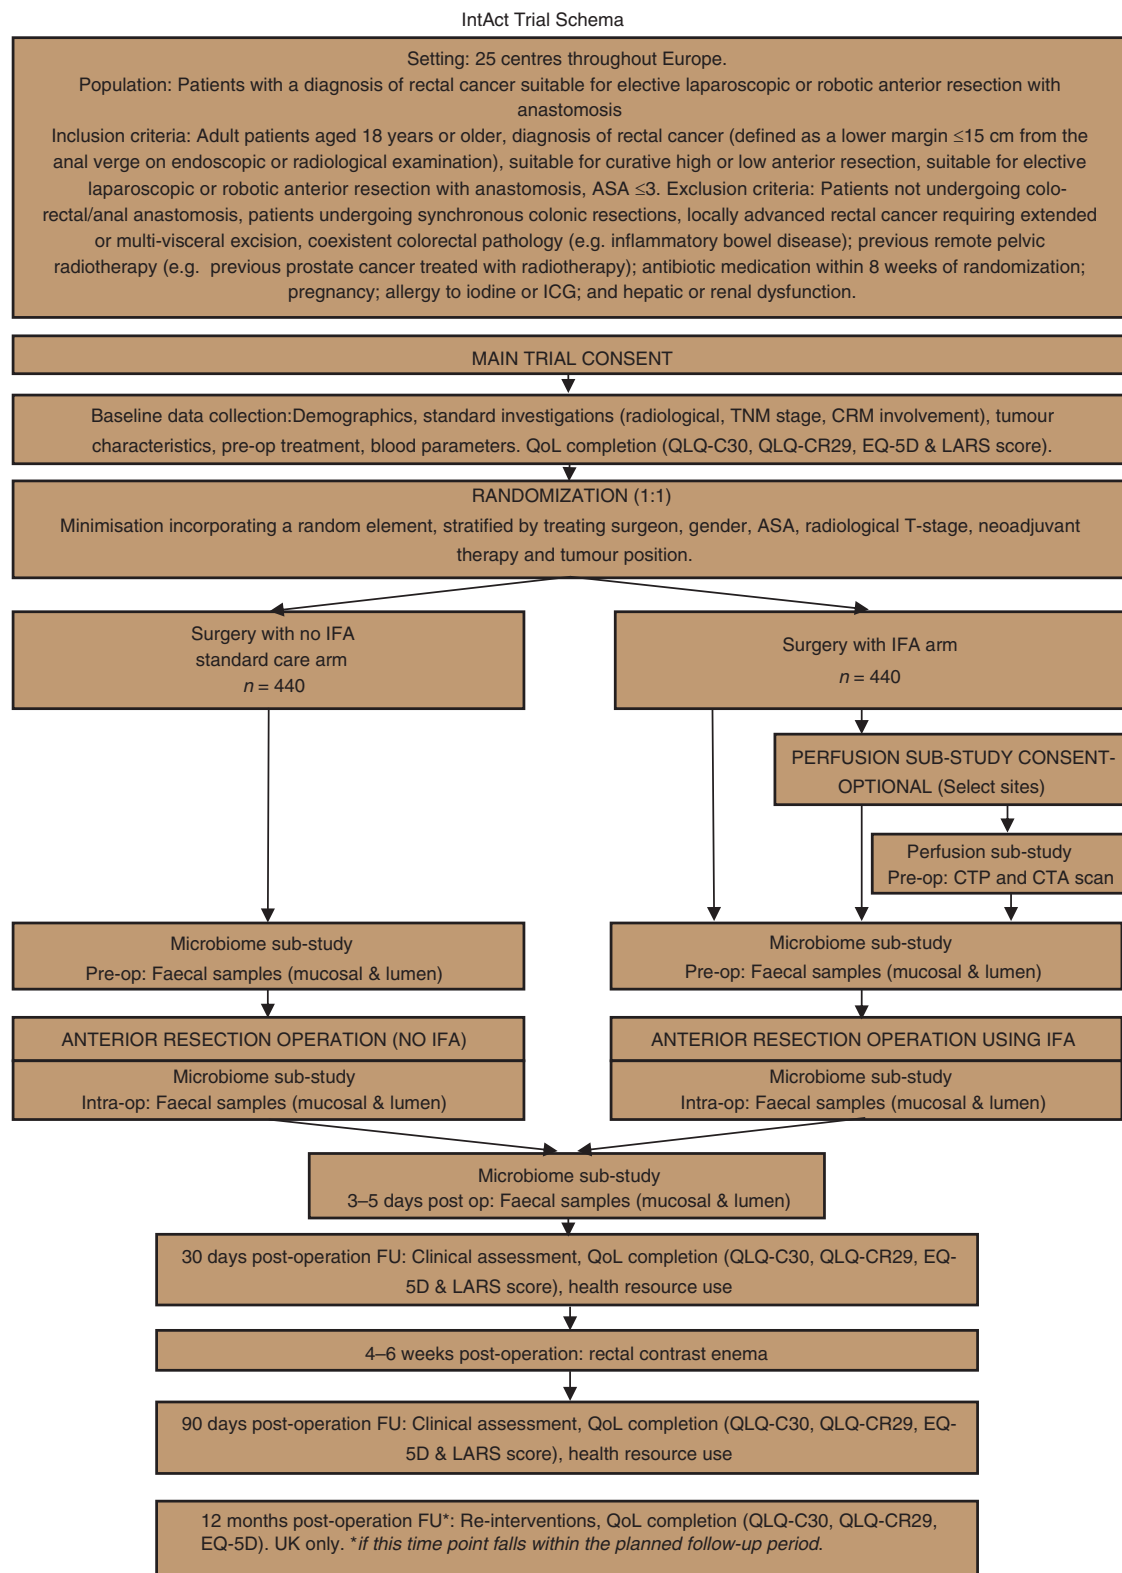 IntAct Trial Schema
Setting: 25 centres throughout Europe.
Population: Patients with a diagnosis of rectal cancer suitable for elective laparoscopic or robotic anterior resection with
anastomosis
Inclusion criteria: Adult patients aged 18 years or older, diagnosis of rectal cancer (defined as a lower margin ≤15 cm from the
anal verge on endoscopic or radiological examination), suitable for curative high or low anterior resection, suitable for elective
laparoscopic or robotic anterior resection with anastomosis, ASA ≤3. Exclusion criteria: Patients not undergoing colo-
rectal/anal anastomosis, patients undergoing synchronous colonic resections, locally advanced rectal cancer requiring extended
or multi-visceral excision, coexistent colorectal pathology (e.g. inflammatory bowel disease); previous remote pelvic
radiotherapy (e.g. previous prostate cancer treated with radiotherapy); antibiotic medication within 8 weeks of randomization;
pregnancy; allergy to iodine or ICG; and hepatic or renal dysfunction.
MAIN TRIAL CONSENT
Baseline data collection:Demographics, standard investigations (radiological, TNM stage, CRM involvement), tumour
characteristics, pre-op treatment, blood parameters. QoL completion (QLQ-C30, QLQ-CR29, EQ-5D & LARS score).
RANDOMIZATION (1:1)
Minimisation incorporating a random element, stratified by treating surgeon, gender, ASA, radiological T-stage, neoadjuvant
therapy and tumour position.
Surgery with no IFA
standard care arm
n = 440
Surgery with IFA arm
n = 440
PERFUSION SUB-STUDY CONSENT-
OPTIONAL (Select sites)
Perfusion sub-study
Pre-op: CTP and CTA scan
Microbiome sub-study
Pre-op: Faecal samples (mucosal & lumen)
Microbiome sub-study
Pre-op: Faecal samples (mucosal & lumen)
ANTERIOR RESECTION OPERATION (NO IFA)
Microbiome sub-study
Intra-op: Faecal samples (mucosal & lumen)
ANTERIOR RESECTION OPERATION USING IFA
Microbiome sub-study
Intra-op: Faecal samples (mucosal & lumen)
Microbiome sub-study
3–5 days post op: Faecal samples (mucosal & lumen)
30 days post-operation FU: Clinical assessment, QoL completion (QLQ-C30, QLQ-CR29, EQ-
5D & LARS score), health resource use
4–6 weeks post-operation: rectal contrast enema
90 days post-operation FU: Clinical assessment, QoL completion (QLQ-C30, QLQ-CR29, EQ-
5D & LARS score), health resource use
12 months post-operation FU*: Re-interventions, QoL completion (QLQ-C30, QLQ-CR29,
EQ-5D). UK only. *if this time point falls within the planned follow-up period.